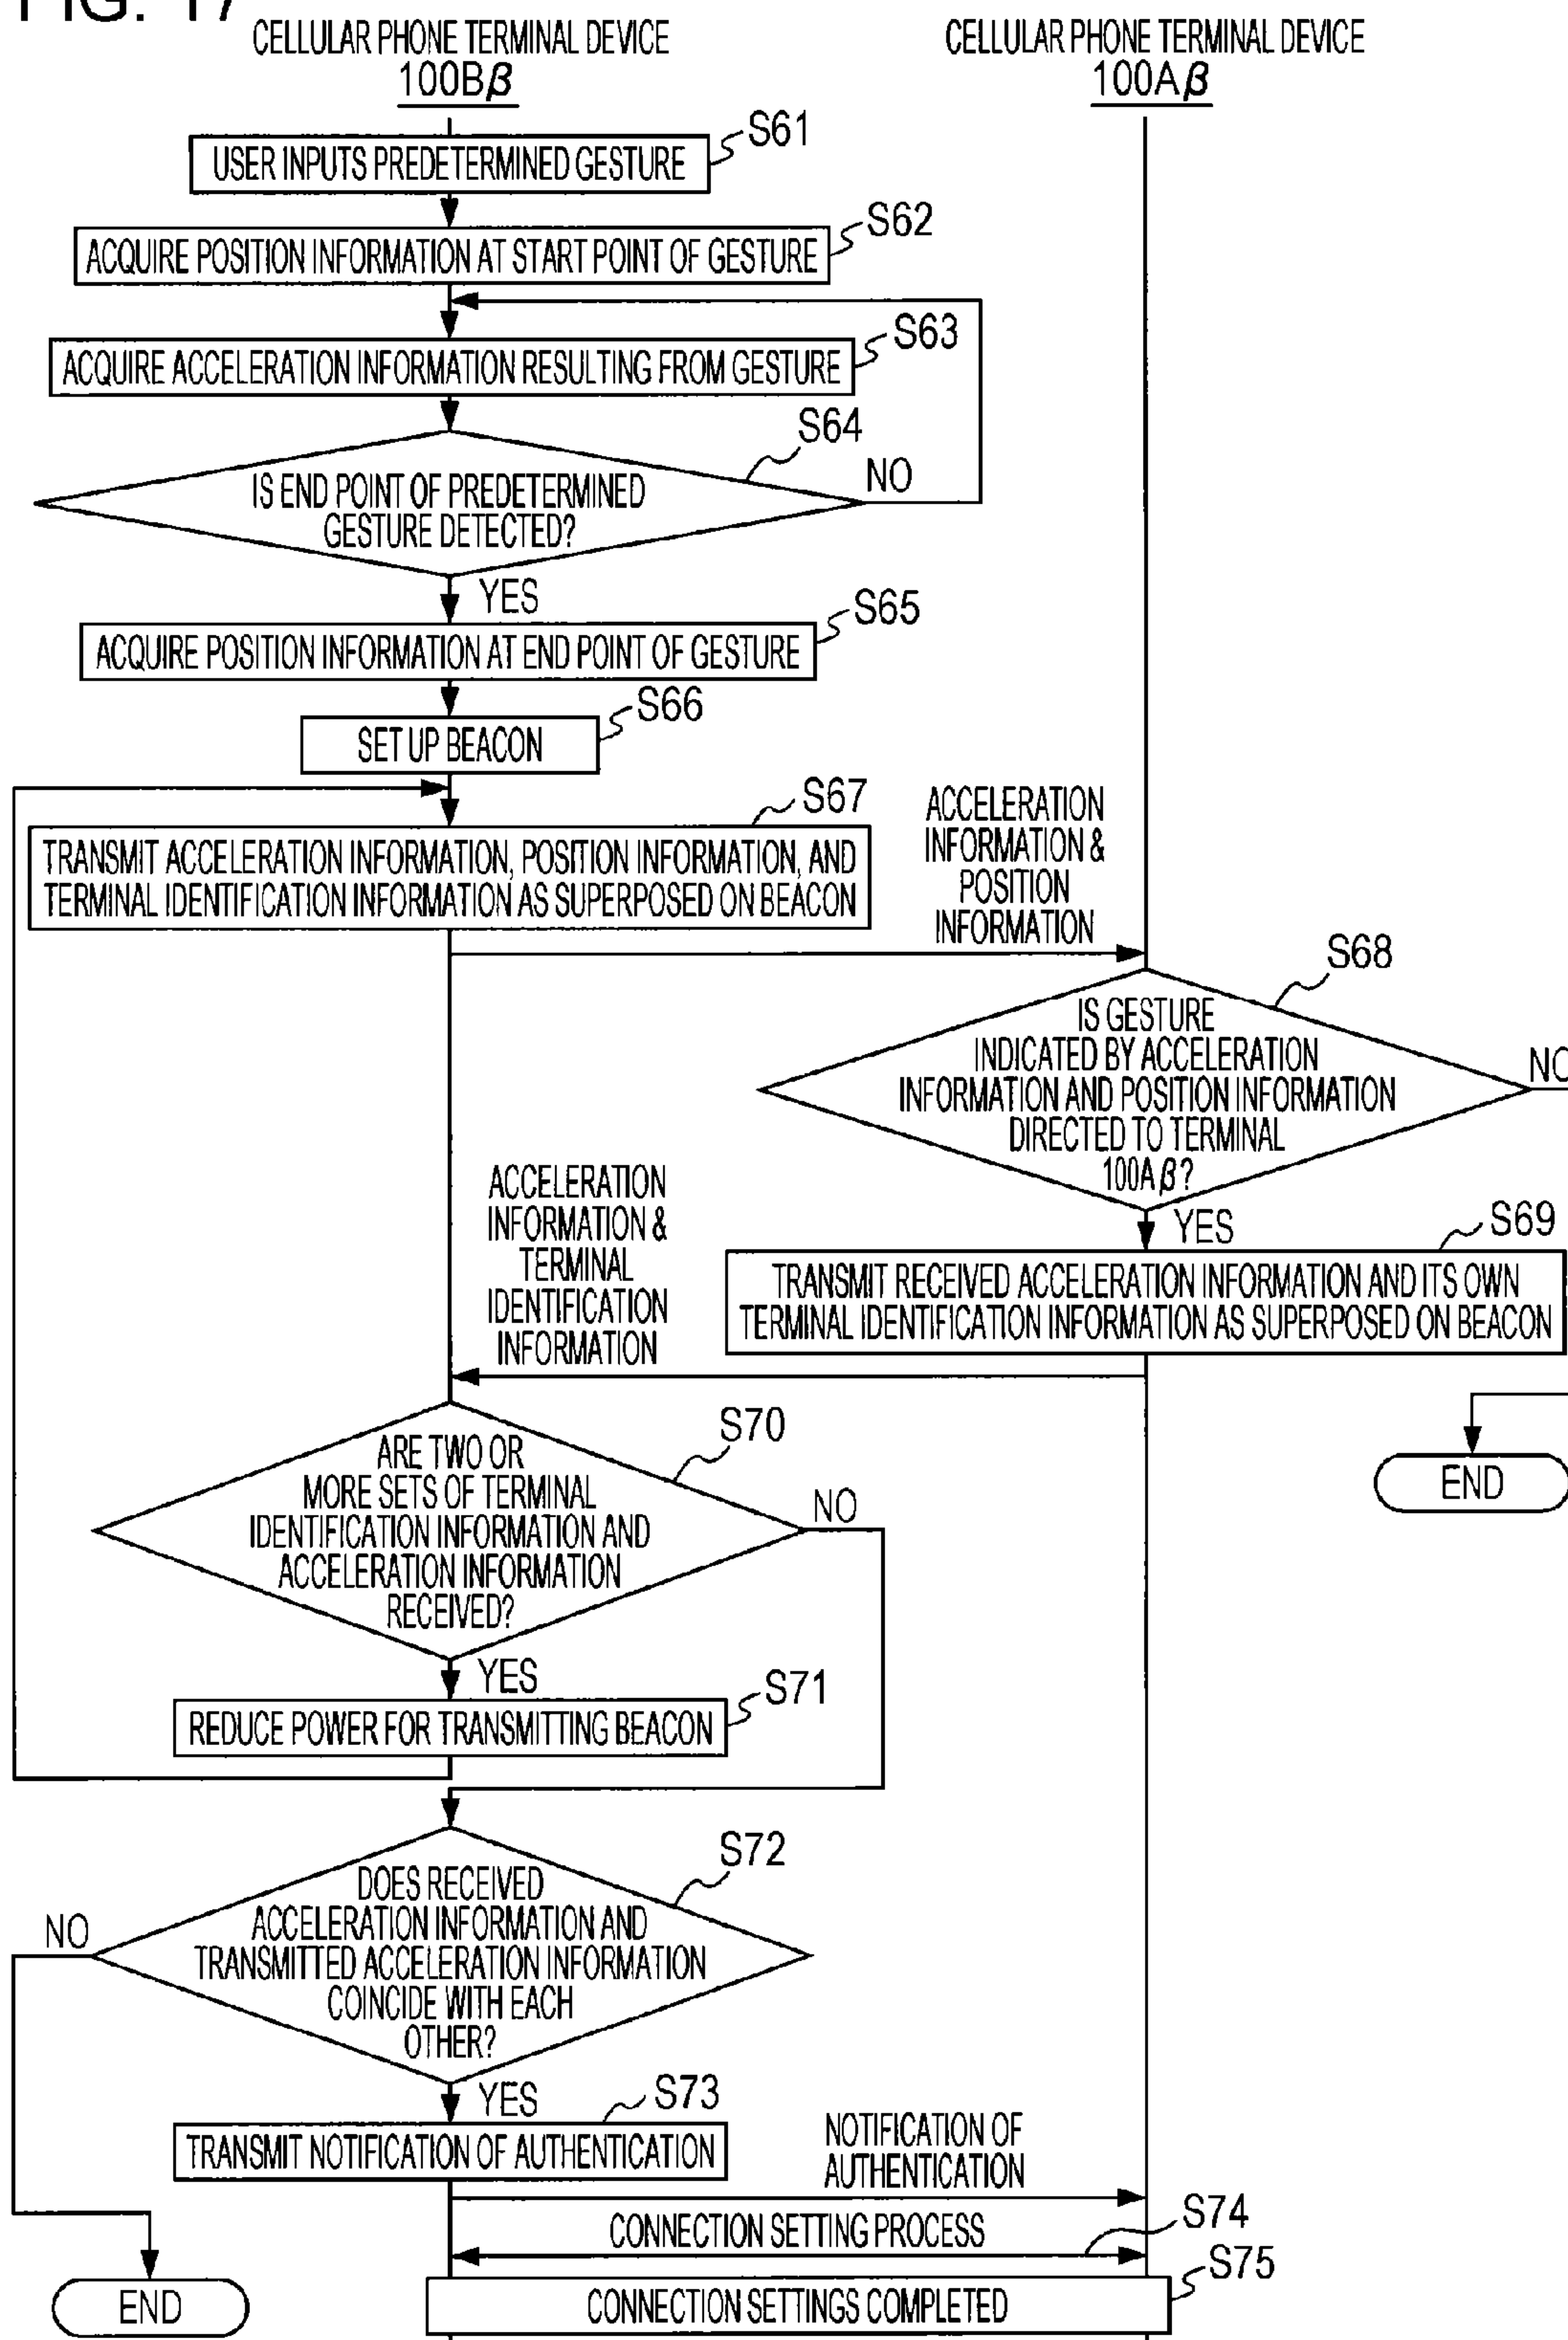 FIG. 17
CELLULAR PHONE TERMINAL DEVICE
100Bβ
CELLULAR PHONE TERMINAL DEVICE
100Aβ
S61
USER INPUTS PREDETERMINED GESTURE
S62
ACQUIRE POSITION INFORMATION AT START POINT OF GESTURE
S63
ACQUIRE ACCELERATION INFORMATION RESULTING FROM GESTURE
S64
IS END POINT OF PREDETERMINED
GESTURE DETECTED?
NO
YES
S65
ACQUIRE POSITION INFORMATION AT END POINT OF GESTURE
S66
SET UP BEACON
S67
TRANSMIT ACCELERATION INFORMATION, POSITION INFORMATION, AND
TERMINAL IDENTIFICATION INFORMATION AS SUPERPOSED ON BEACON
ACCELERATION
INFORMATION &
POSITION
INFORMATION
S68
IS GESTURE
INDICATED BY ACCELERATION
INFORMATION AND POSITION INFORMATION
DIRECTED TO TERMINAL
100Aβ?
NO
YES
S69
TRANSMIT RECEIVED ACCELERATION INFORMATION AND ITS OWN
TERMINAL IDENTIFICATION INFORMATION AS SUPERPOSED ON BEACON
ACCELERATION
INFORMATION &
TERMINAL
IDENTIFICATION
INFORMATION
END
S70
ARE TWO OR
MORE SETS OF TERMINAL
IDENTIFICATION INFORMATION AND
ACCELERATION INFORMATION
RECEIVED?
NO
YES
S71
REDUCE POWER FOR TRANSMITTING BEACON
S72
DOES RECEIVED
ACCELERATION INFORMATION AND
TRANSMITTED ACCELERATION INFORMATION
COINCIDE WITH EACH
OTHER?
NO
YES
S73
TRANSMIT NOTIFICATION OF AUTHENTICATION
NOTIFICATION OF
AUTHENTICATION
CONNECTION SETTING PROCESS
S74
S75
CONNECTION SETTINGS COMPLETED
END